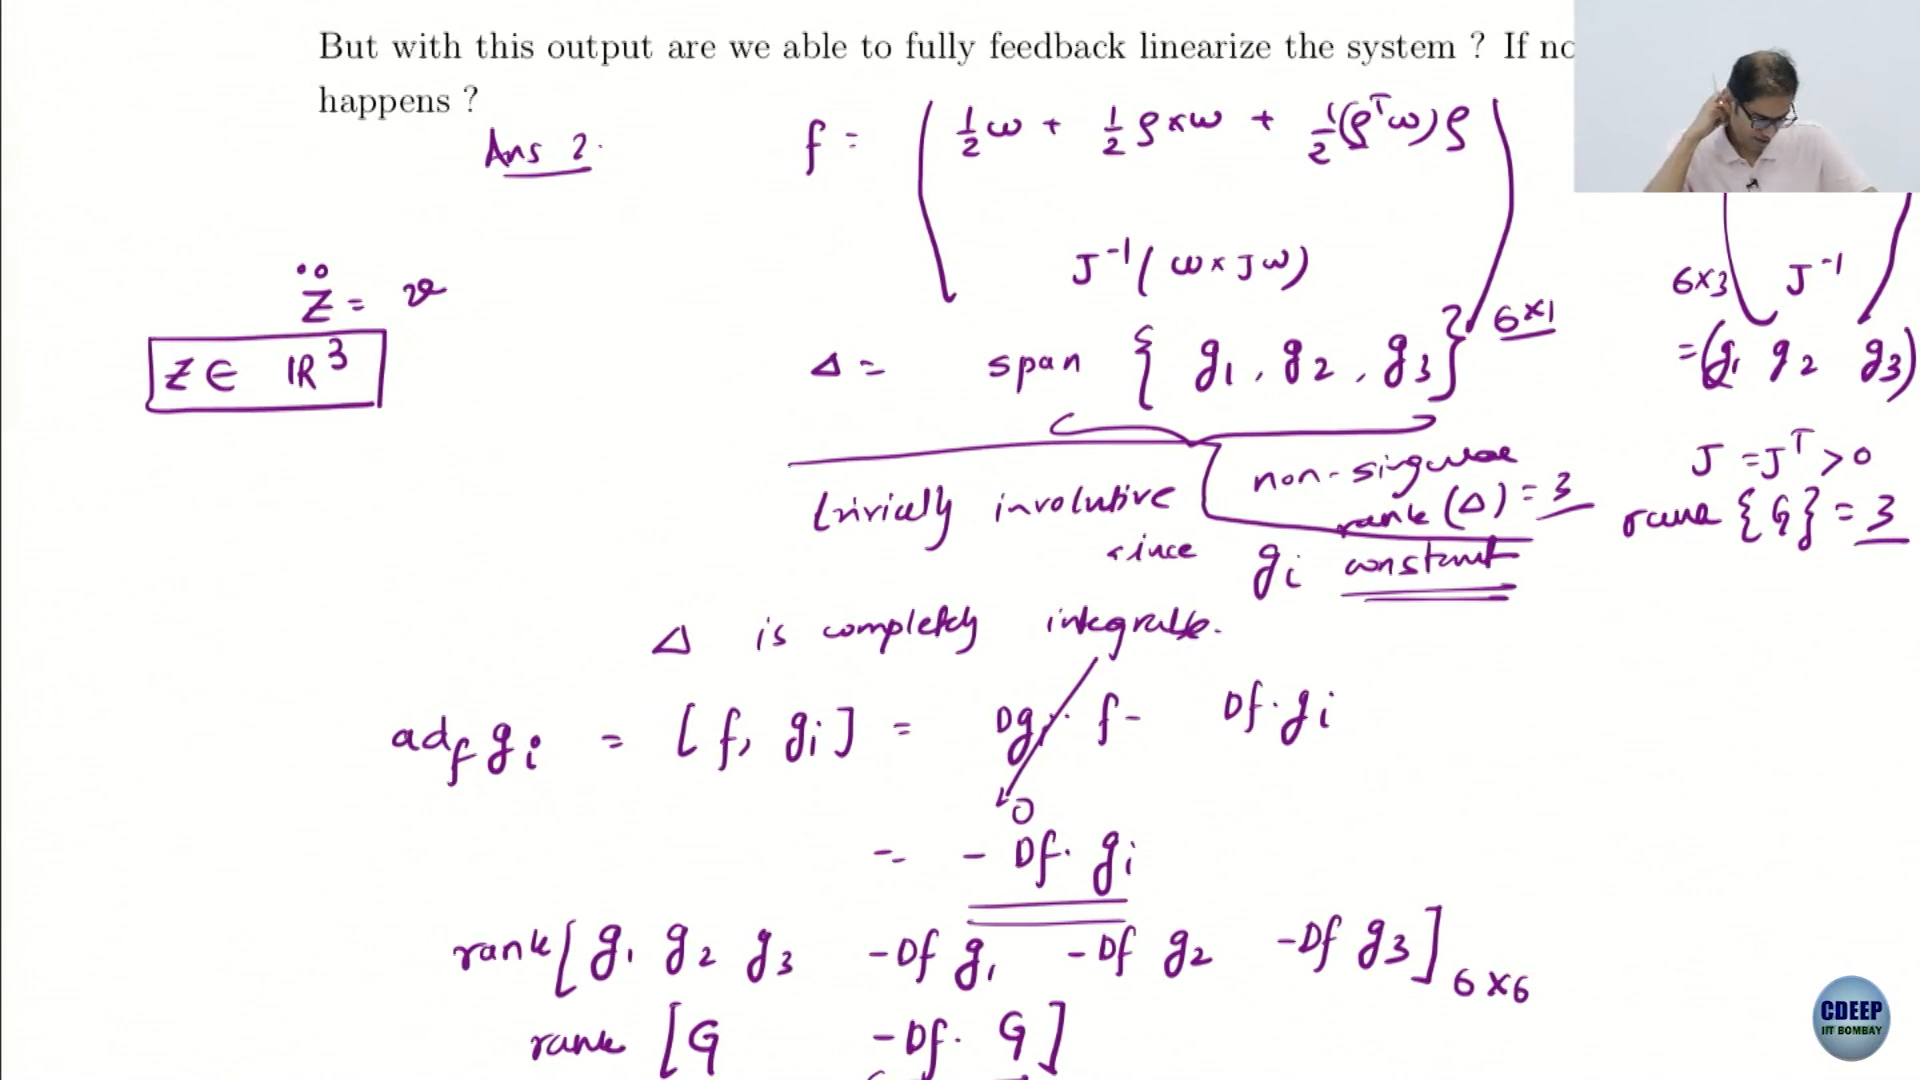 But with this output are we able to fully feedback linearize the system ? If no
happens ?
Ans 2.
f = ( ½ω + ½ρ×ω + ½(ρᵀω)ρ
J⁻¹(ω×Jω) ) 6×1
z̈ = v
Z ∈ ℝ³
6×3 J⁻¹
= (g₁ g₂ g₃)
Δ = span { g₁, g₂, g₃ }
J = Jᵀ > 0
rank {G} = 3
non-singular
rank (Δ) = 3
trivially involutive
since gᵢ constant
Δ is completely integrable.
ad_f gᵢ = [f, gᵢ] = Dgᵢ· f - Df·gᵢ
0
= - Df· gᵢ
rank [ g₁ g₂ g₃ -Df g₁ -Df g₂ -Df g₃ ] 6×6
rank [ G -Df· G ]
CDEEP
IIT BOMBAY